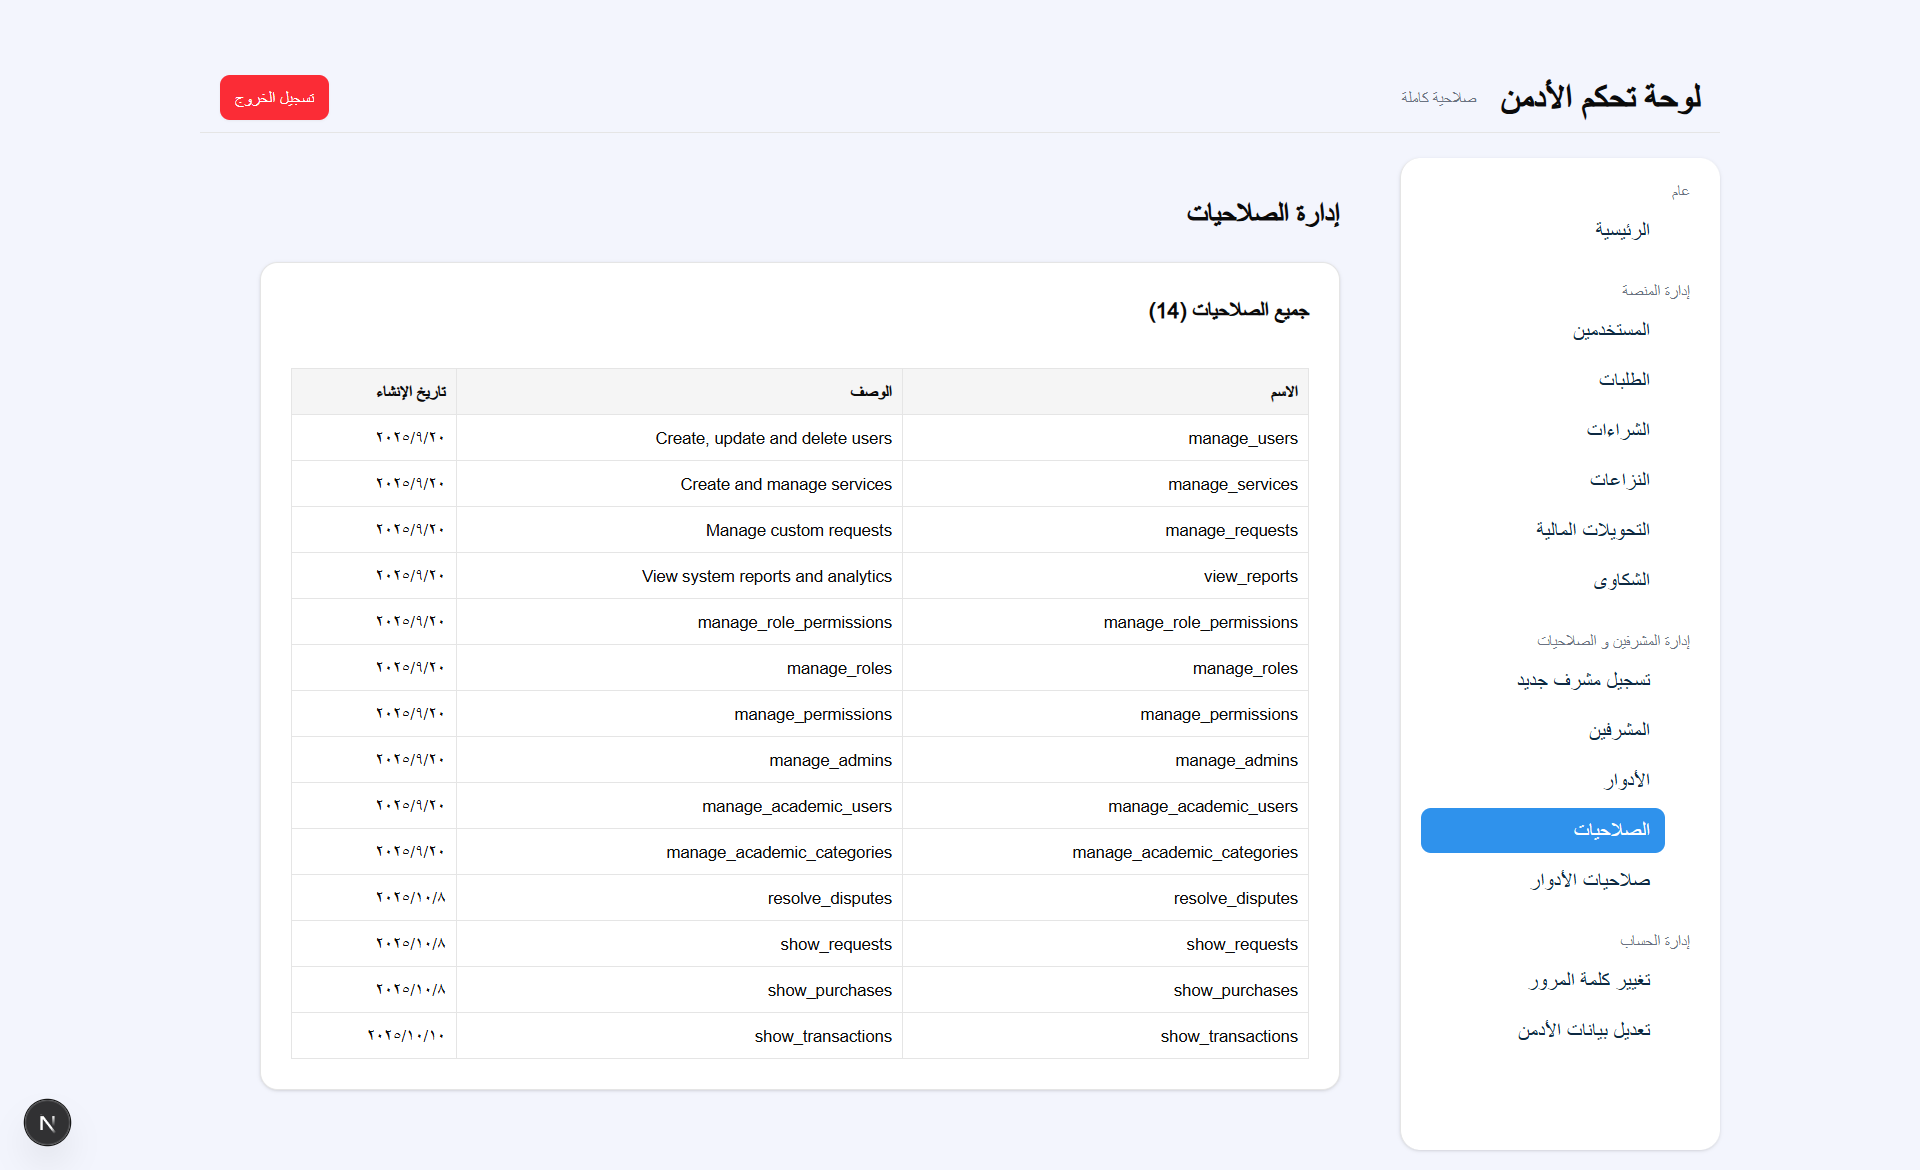 لوحة تحكم الأدمن صلاحية كاملة تسجيل الخروج
عام
الرئيسية
إدارة المنصة
المستخدمين
الطلبات
الشراءات
النزاعات
التحويلات المالية
الشكاوى
إدارة المشرفين و الصلاحيات
تسجيل مشرف جديد
المشرفين
الأدوار
الصلاحيات
صلاحيات الأدوار
إدارة الحساب
تغيير كلمة المرور
تعديل بيانات الأدمن
إدارة الصلاحيات
جميع الصلاحيات (14)
الاسم الوصف تاريخ الإنشاء
manage_users Create, update and delete users ٢٠٢٥/٩/٢٠
manage_services Create and manage services ٢٠٢٥/٩/٢٠
manage_requests Manage custom requests ٢٠٢٥/٩/٢٠
view_reports View system reports and analytics ٢٠٢٥/٩/٢٠
manage_role_permissions manage_role_permissions ٢٠٢٥/٩/٢٠
manage_roles manage_roles ٢٠٢٥/٩/٢٠
manage_permissions manage_permissions ٢٠٢٥/٩/٢٠
manage_admins manage_admins ٢٠٢٥/٩/٢٠
manage_academic_users manage_academic_users ٢٠٢٥/٩/٢٠
manage_academic_categories manage_academic_categories ٢٠٢٥/٩/٢٠
resolve_disputes resolve_disputes ٢٠٢٥/١٠/٨
show_requests show_requests ٢٠٢٥/١٠/٨
show_purchases show_purchases ٢٠٢٥/١٠/٨
show_transactions show_transactions ٢٠٢٥/١٠/١٠
N